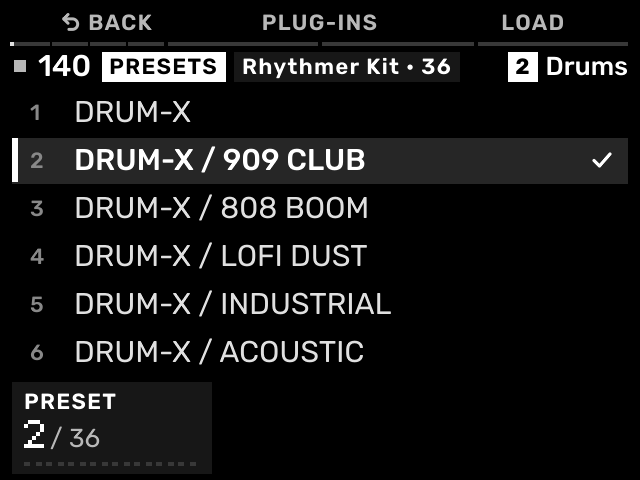 BACK PLUG-INS LOAD
140 PRESETS Rhythmer Kit • 36 2 Drums
1 DRUM-X
2 DRUM-X / 909 CLUB
3 DRUM-X / 808 BOOM
4 DRUM-X / LOFI DUST
5 DRUM-X / INDUSTRIAL
6 DRUM-X / ACOUSTIC
PRESET
2 / 36